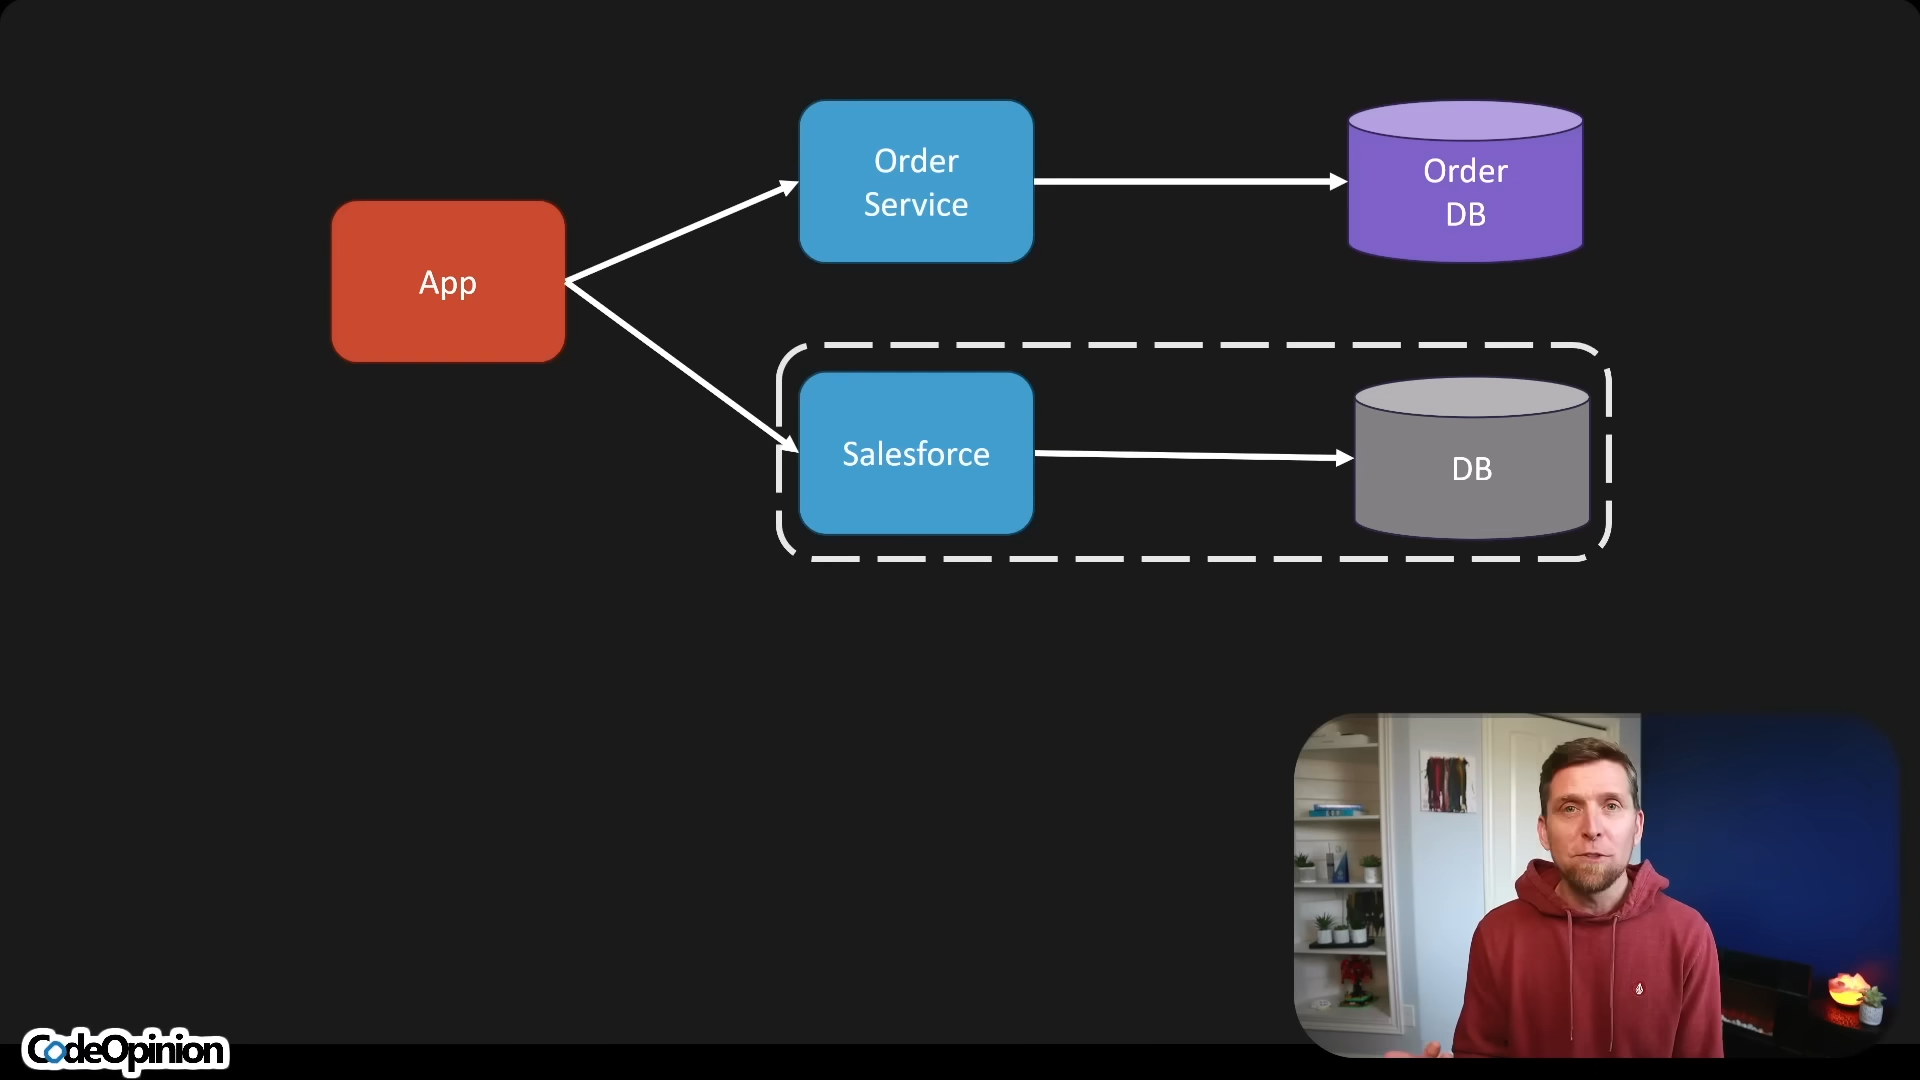 App
Order
Service
Order
DB
Salesforce
DB
CodeOpinion